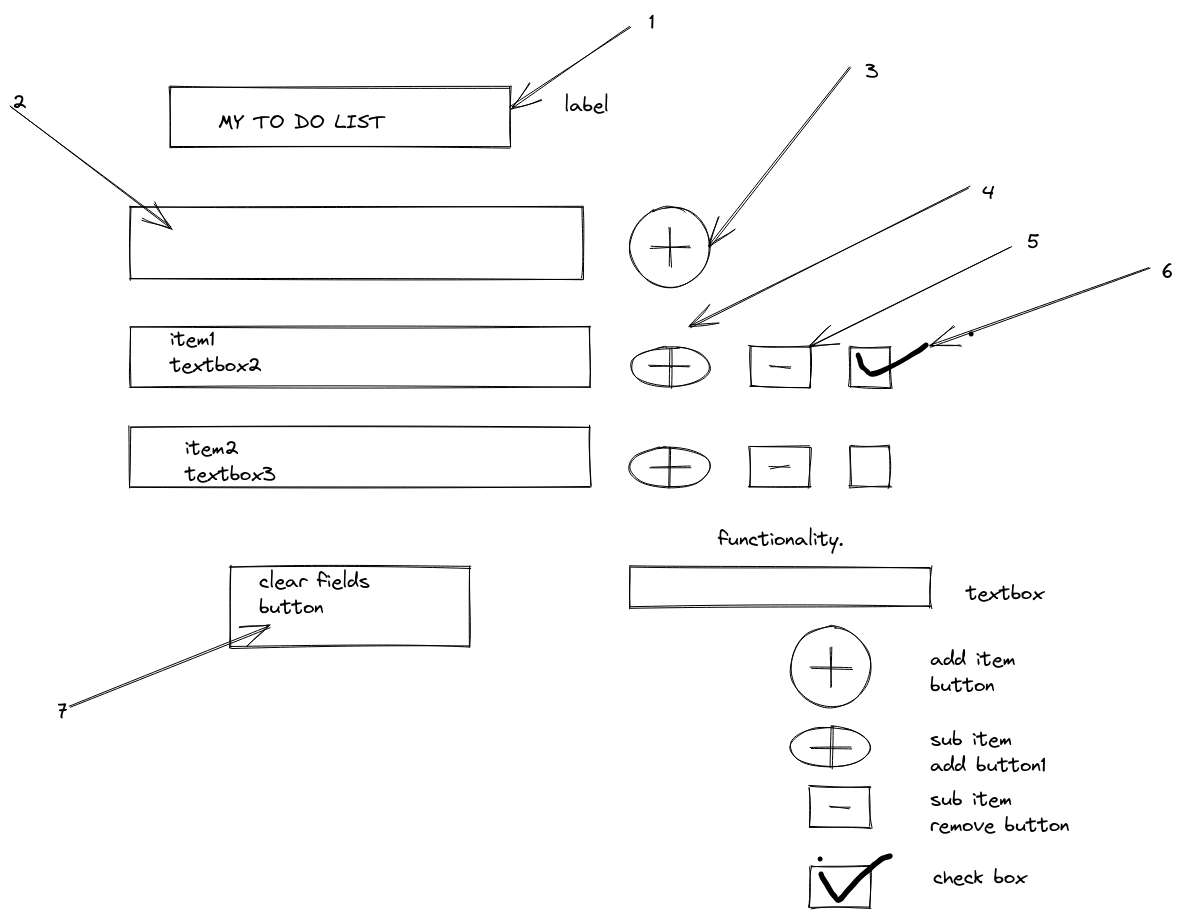 1
3
2
label
MY TO DO LIST
4
5
6
item1
textbox2
item2
textbox3
functionality.
clear fields
button
textbox
7
add item
button
sub item
add button1
sub item
remove button
check box